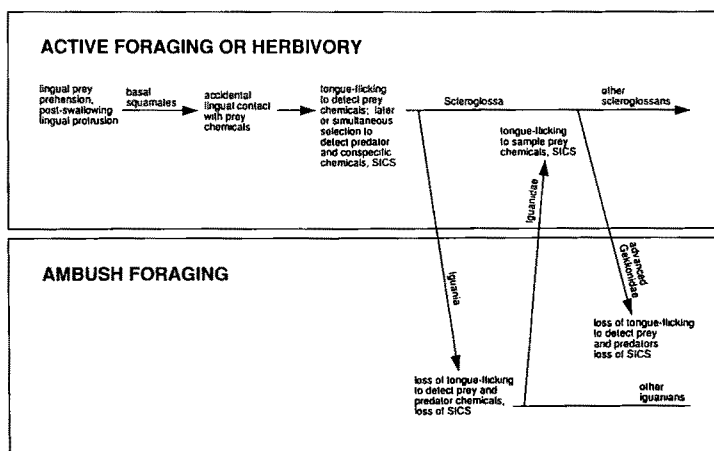 ACTIVE FORAGING OR HERBIVORY
lingual prey
prehension,
post-swallowing
lingual protrusion
basal
squamates
accidental
lingual contact
with prey
chemicals
tongue-flicking
to detect prey
chemicals; later
or simultaneous
selection to
detect predator
and conspecific
chemicals, SICS
Scleroglossa
other
scleroglossans
tongue-flicking
to sample prey
chemicals, SICS
Iguanidae
Iguania
advanced
Gekkonidae
AMBUSH FORAGING
loss of tongue-flicking
to detect prey
and predators
loss of SICS
loss of tongue-flicking
to detect prey and
predator chemicals,
loss of SICS
other
iguanians